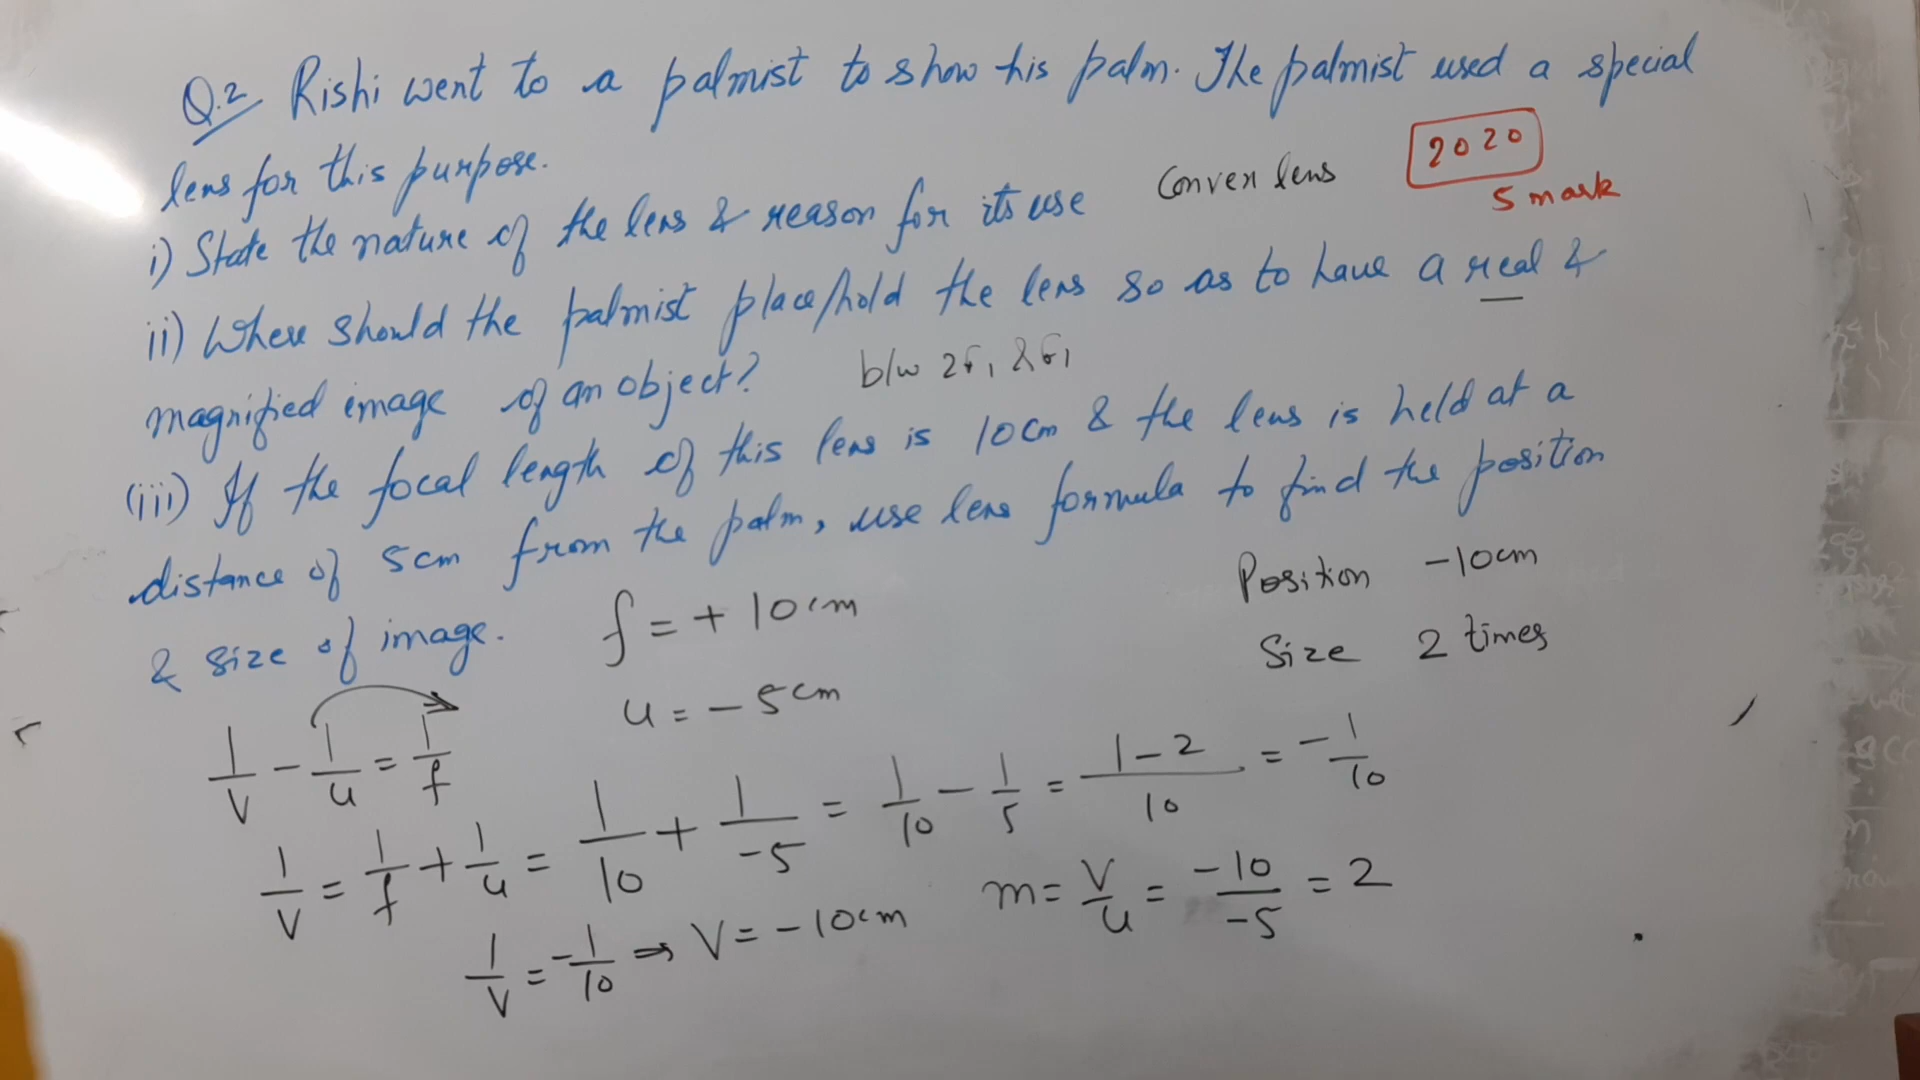 Q.2 Rishi went to a palmist to show his palm. The palmist used a special
lens for this purpose.
2020
5 mark
i) State the nature of the lens & reason for its use
Convex lens
ii) Where should the palmist place/hold the lens so as to have a real &
magnified image of an object?
b/w 2F1 & F1
(iii) If the focal length of this lens is 10cm & the lens is held at a
distance of 5cm from the palm, use lens formula to find the position
& size of image.
f = + 10cm
u = - 5cm
Position -10cm
Size 2 times
1/v - 1/u = 1/f
1/v = 1/f + 1/u = 1/10 + 1/-5 = 1/10 - 1/5 = 1-2/10 = -1/10
1/v = -1/10 ⇒ V = -10cm
m = V/u = -10/-5 = 2